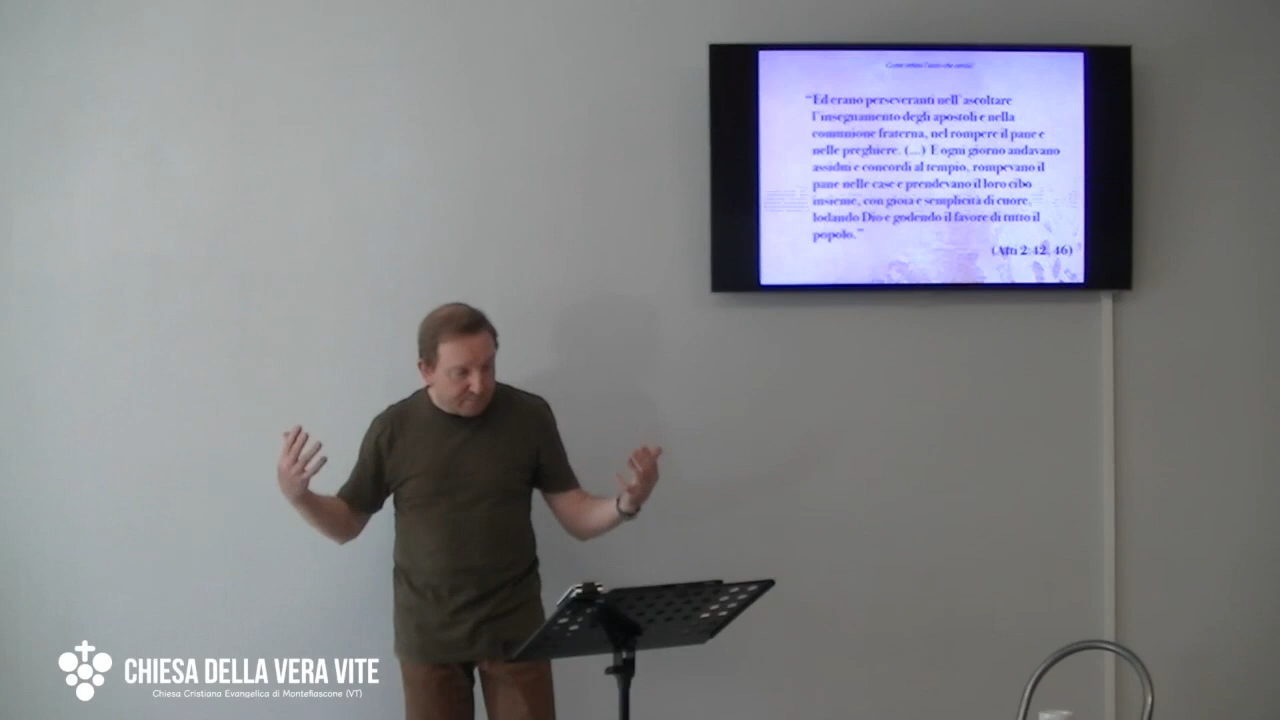 “Ed erano perseveranti nell'ascoltare
l'insegnamento degli apostoli e nella
comunione fraterna, nel rompere il pane e
nelle preghiere. (...) E ogni giorno andavano
assidui e concordi al tempio, rompevano il
pane nelle case e prendevano il loro cibo
insieme, con gioia e semplicità di cuore,
lodando Dio e godendo il favore di tutto il
popolo.”
(Atti 2:42, 46)
CHIESA DELLA VERA VITE
Chiesa Cristiana Evangelica di Montefiascone (VT)